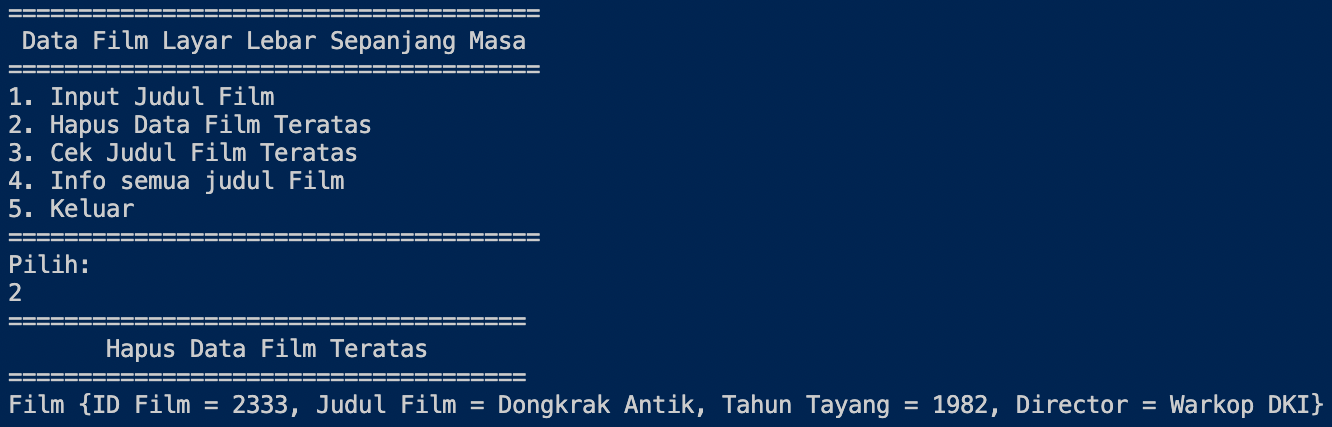 ======================================
Data Film Layar Lebar Sepanjang Masa
======================================
1. Input Judul Film
2. Hapus Data Film Teratas
3. Cek Judul Film Teratas
4. Info semua judul Film
5. Keluar
======================================
Pilih:
2
=====================================
Hapus Data Film Teratas
=====================================
Film {ID Film = 2333, Judul Film = Dongkrak Antik, Tahun Tayang = 1982, Director = Warkop DKI}